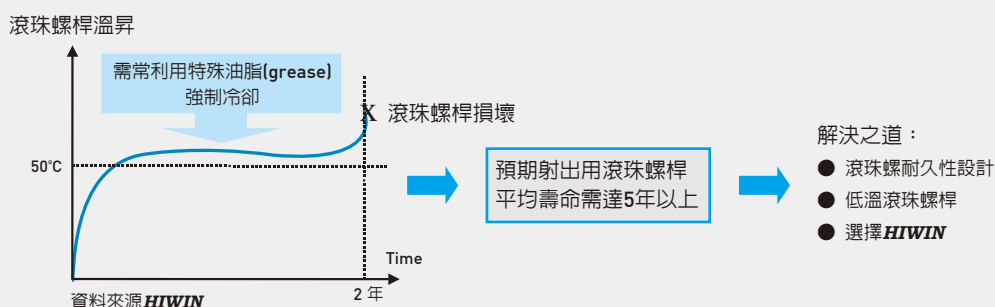 滾珠螺桿溫昇
需常利用特殊油脂(grease)
強制冷卻
X 滾珠螺桿損壞
50°C
Time
2 年
資料來源HIWIN
預期射出用滾珠螺桿
平均壽命需達5年以上
解決之道：
● 滾珠螺耐久性設計
● 低溫滾珠螺桿
● 選擇HIWIN